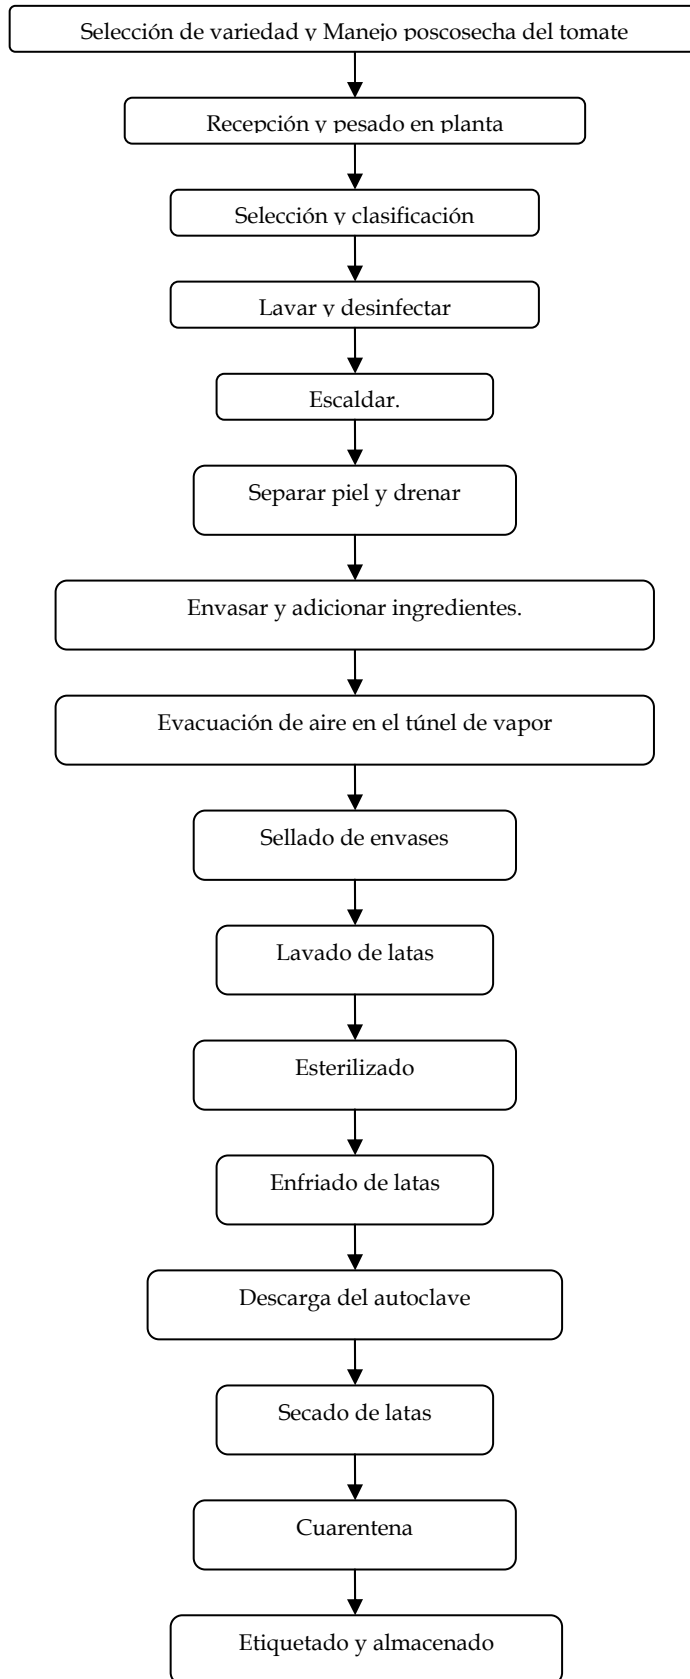 Selección de variedad y Manejo poscosecha del tomate
Recepción y pesado en planta
Selección y clasificación
Lavar y desinfectar
Escaldar.
Separar piel y drenar
Envasar y adicionar ingredientes.
Evacuación de aire en el túnel de vapor
Sellado de envases
Lavado de latas
Esterilizado
Enfriado de latas
Descarga del autoclave
Secado de latas
Cuarentena
Etiquetado y almacenado